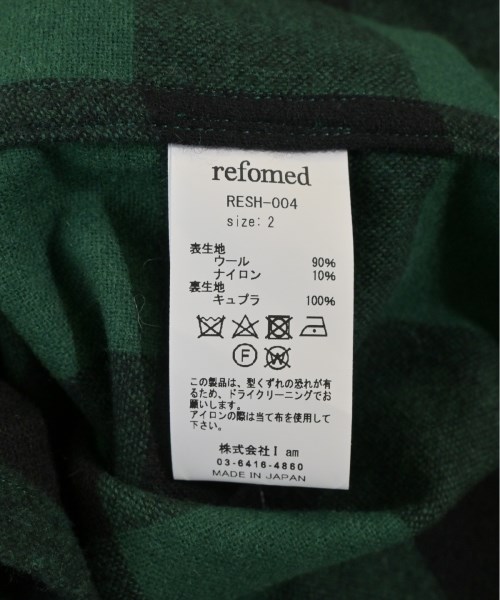 refomed
RESH-004
size: 2
表生地
ウール 90%
ナイロン 10%
裏生地
キュプラ 100%
F W
この製品は、型くずれの恐れが有
るため、ドライクリーニングでお
願いします。
アイロンの際は当て布を使用して
下さい。
株式会社I am
03-6416-4860
MADE IN JAPAN